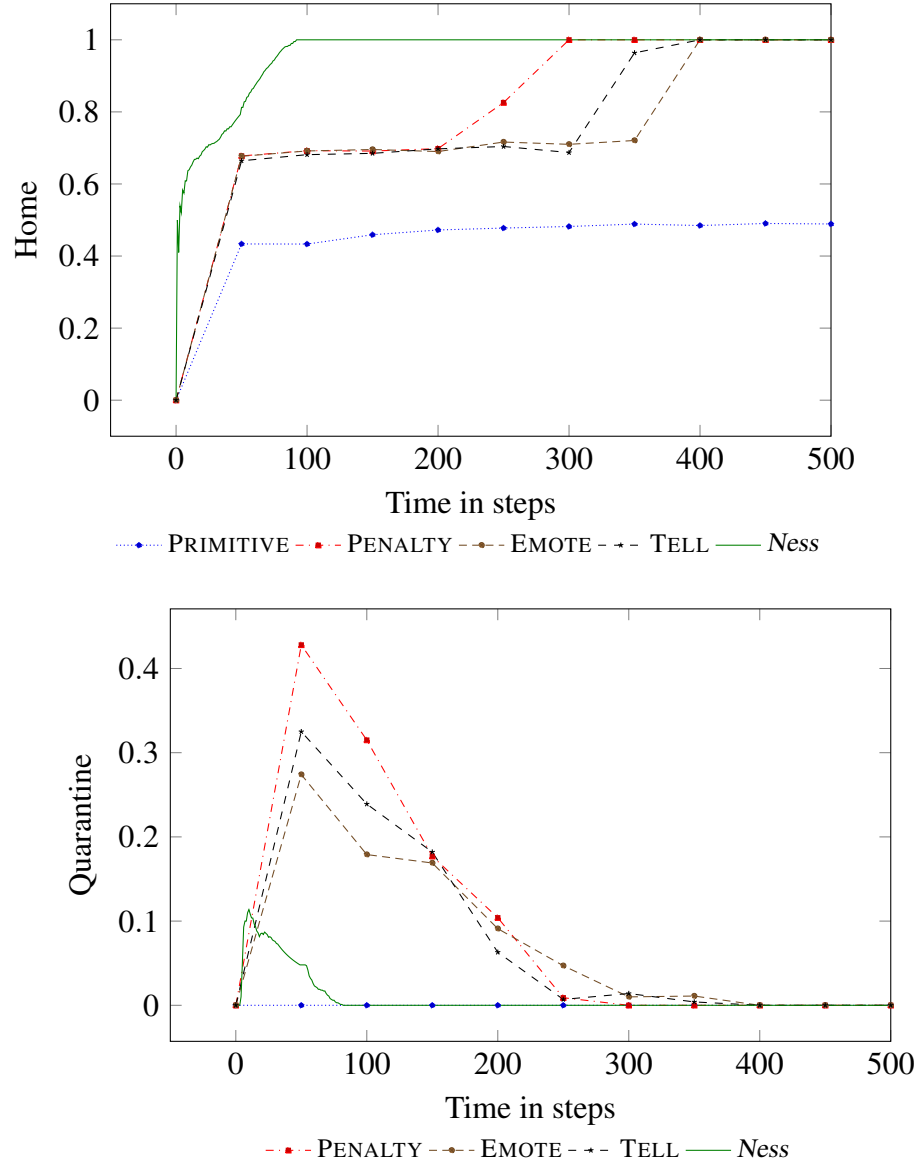 1
0.8
0.6
0.4
0.2
0
Home
0 100 200 300 400 500
Time in steps
PRIMITIVE PENALTY EMOTE TELL Ness
0.4
0.3
0.2
0.1
0
Quarantine
0 100 200 300 400 500
Time in steps
PENALTY EMOTE TELL Ness